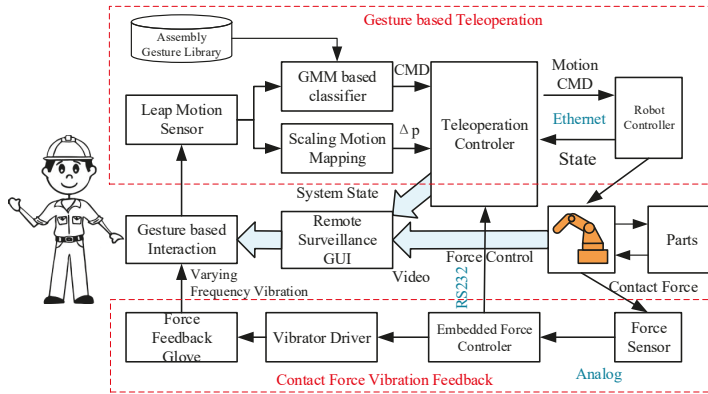 Gesture based Teleoperation
Assembly
Gesture Library
GMM based
classifier
CMD
Leap Motion
Sensor
Scaling Motion
Mapping
Δp
Teleoperation
Controler
Motion
CMD
Ethernet
State
Robot
Controller
System State
Gesture based
Interaction
Remote
Surveillance
GUI
Video
Force Control
RS232
Parts
Contact Force
Varying
Frequency Vibration
Force
Feedback
Glove
Vibrator Driver
Embedded Force
Controler
Force
Sensor
Analog
Contact Force Vibration Feedback